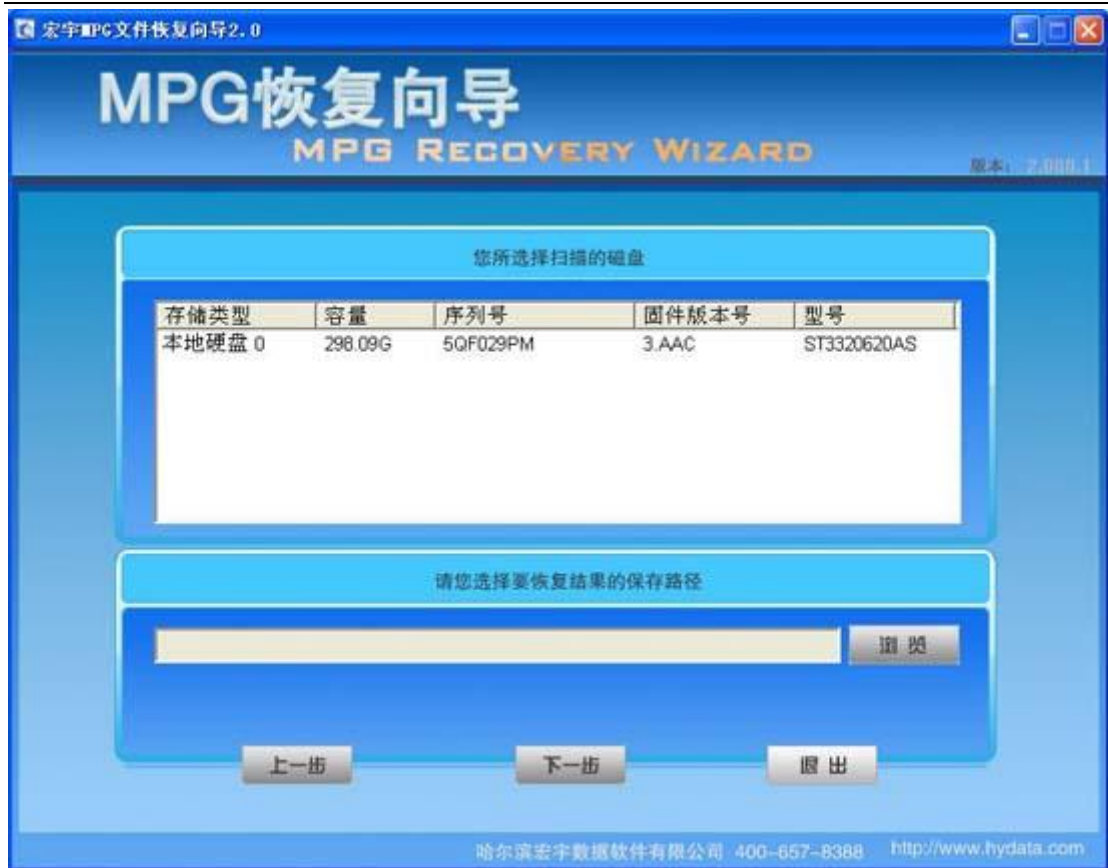 宏宇MPG文件恢复向导2.0
MPG恢复向导
MPG RECOVERY WIZARD
版本: 2.000.1
您所选择扫描的磁盘
存储类型 容量 序列号 固件版本号 型号
本地硬盘 0 298.09G 5QF029PM 3.AAC ST3320620AS
请您选择要恢复结果的保存路径
浏 览
上一步 下一步 退 出
哈尔滨宏宇数据软件有限公司 400-657-8388 http://www.hydata.com